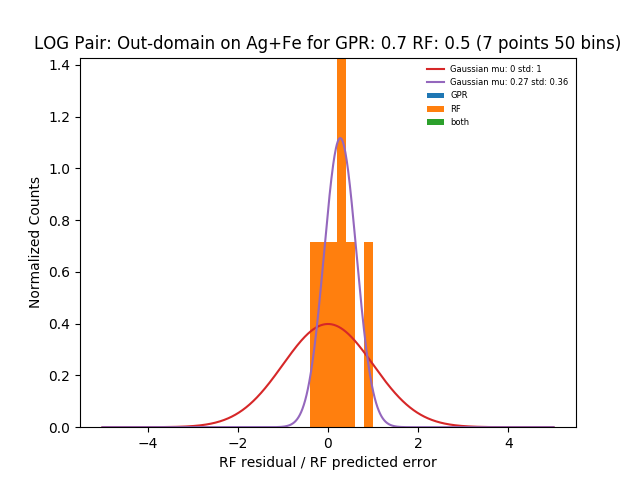 LOG Pair: Out-domain on Ag+Fe for GPR: 0.7 RF: 0.5 (7 points 50 bins)
Gaussian mu: 0 std: 1
Gaussian mu: 0.27 std: 0.36
GPR
RF
both
Normalized Counts
1.4
1.2
1.0
0.8
0.6
0.4
0.2
0.0
−4
−2
0
2
4
RF residual / RF predicted error